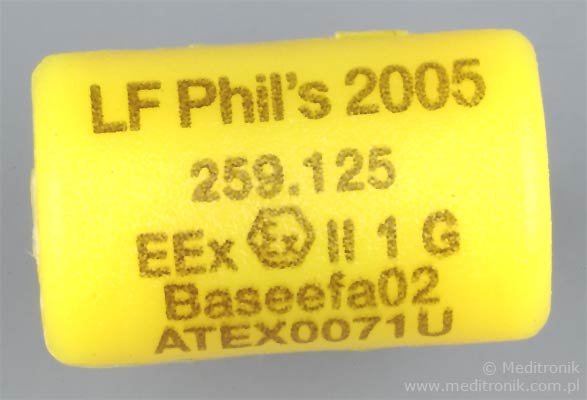 LF Phil's 2005
259.125
EEx Ex II 1 G
Baseefa02
ATEX0071U
© Meditronik
www.meditronik.com.pl